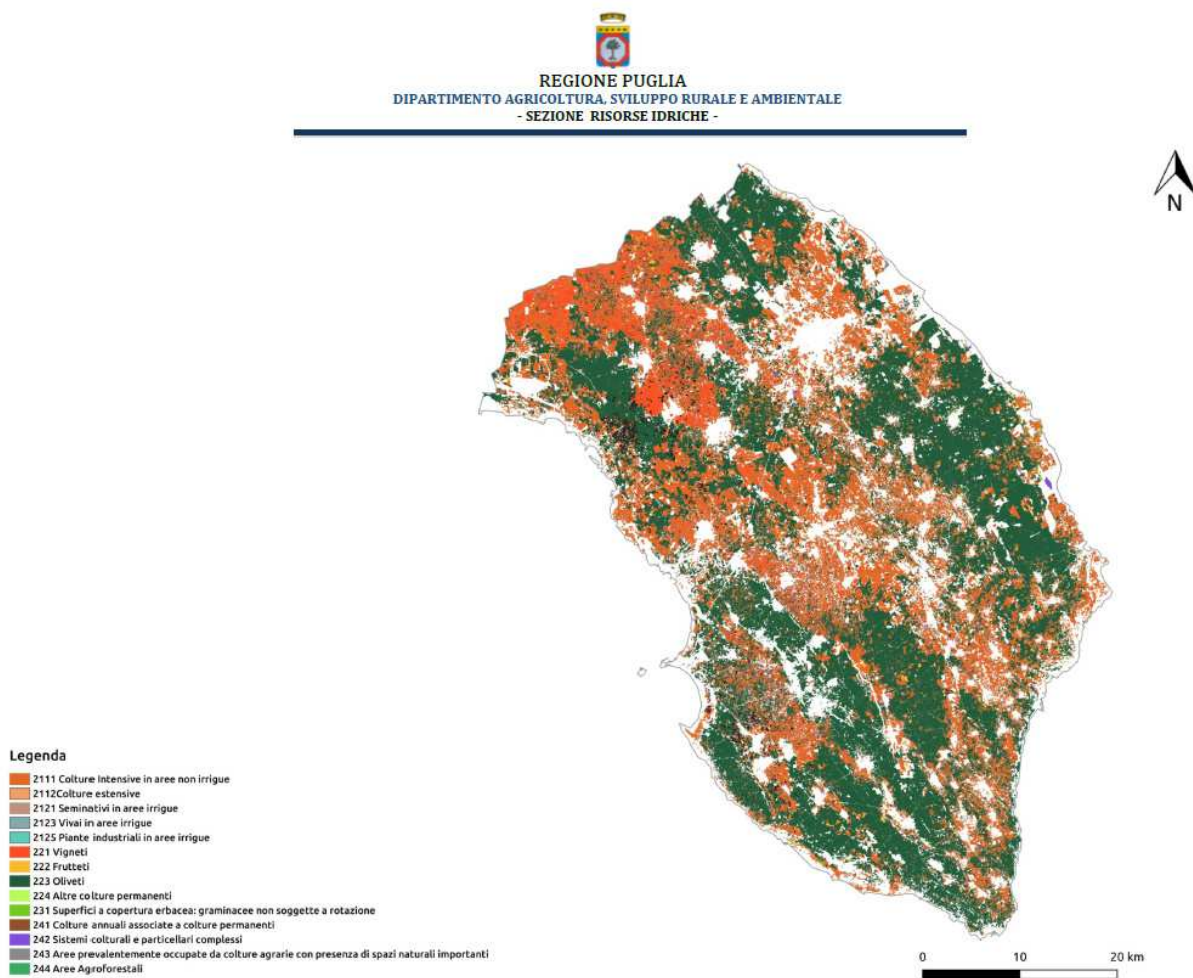 REGIONE PUGLIA
DIPARTIMENTO AGRICOLTURA, SVILUPPO RURALE E AMBIENTALE
- SEZIONE RISORSE IDRICHE -
N
Legenda
2111 Colture Intensive in aree non irrigue
2112Colture estensive
2121 Seminativi in aree irrigue
2123 Vivai in aree irrigue
2125 Piante industriali in aree irrigue
221 Vigneti
222 Frutteti
223 Oliveti
224 Altre colture permanenti
231 Superfici a copertura erbacea: graminacee non soggette a rotazione
241 Colture annuali associate a colture permanenti
242 Sistemi colturali e particellari complessi
243 Aree prevalentemente occupate da colture agrarie con presenza di spazi naturali importanti
244 Aree Agroforestali
0 10 20 km